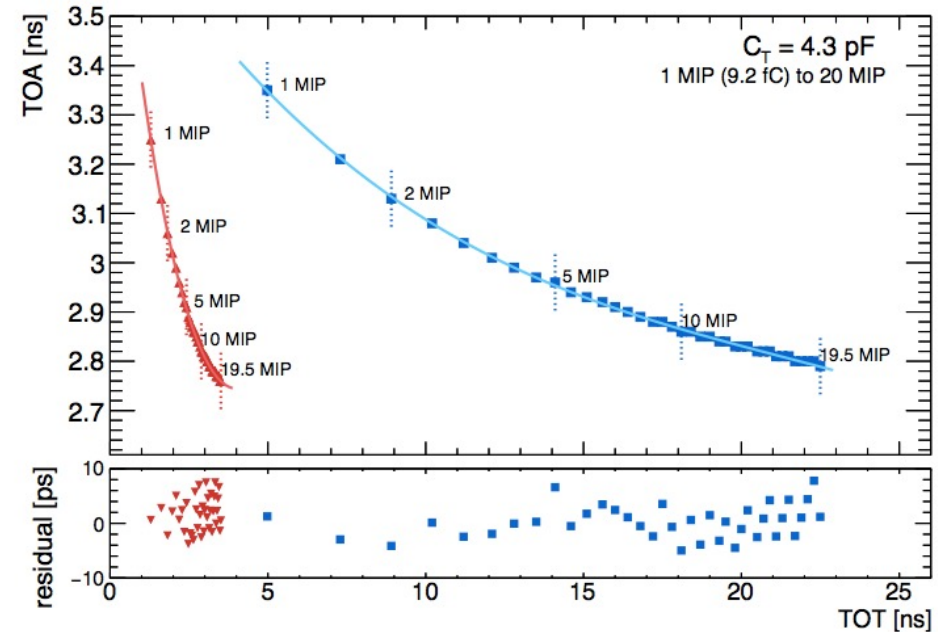 TOA [ns]
3.5
3.4
3.3
3.2
3.1
3
2.9
2.8
2.7
C_T = 4.3 pF
1 MIP (9.2 fC) to 20 MIP
1 MIP
2 MIP
5 MIP
10 MIP
19.5 MIP
1 MIP
2 MIP
5 MIP
10 MIP
19.5 MIP
residual [ps]
10
0
−10
0
5
10
15
20
25
TOT [ns]